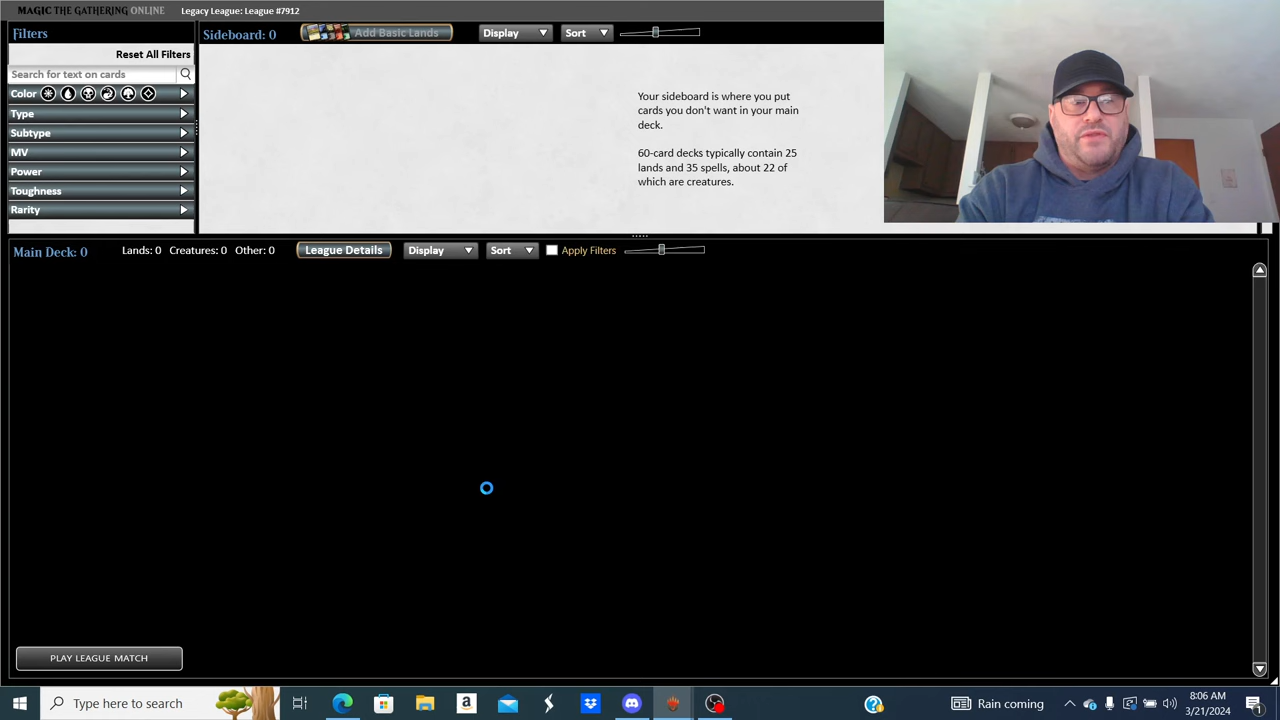 MAGIC THE GATHERING ONLINE
Legacy League: League #7912
Filters
Sideboard: 0
Add Basic Lands
Display
Sort
Reset All Filters
Search for text on cards
Color
Type
Subtype
MV
Power
Toughness
Rarity
Your sideboard is where you put
cards you don't want in your main
deck.
60-card decks typically contain 25
lands and 35 spells, about 22 of
which are creatures.
Main Deck: 0
Lands: 0
Creatures: 0
Other: 0
League Details
Display
Sort
Apply Filters
PLAY LEAGUE MATCH
Type here to search
Rain coming
8:06 AM
3/21/2024
1